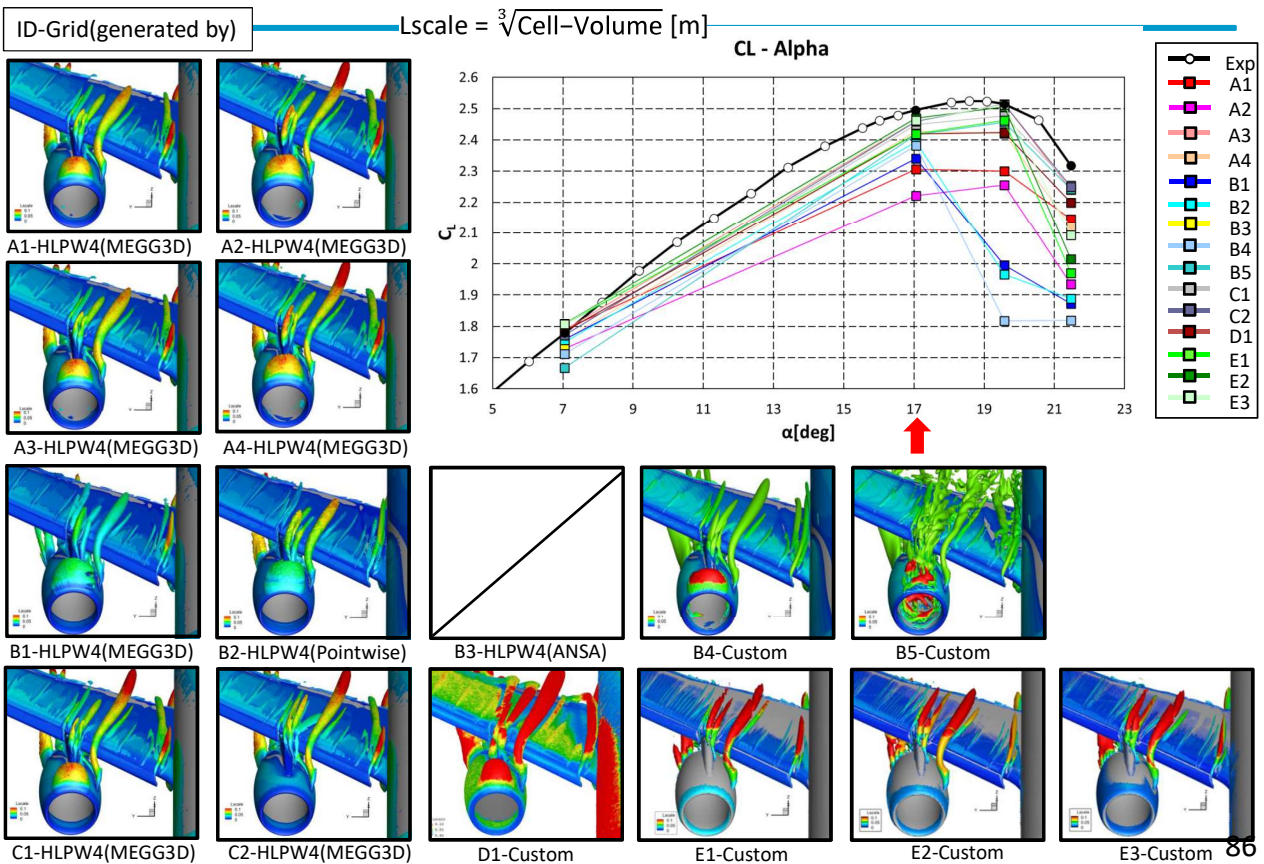 ID-Grid(generated by)
Lscale = ∛Cell−Volume [m]
CL - Alpha
2.6
2.5
2.4
2.3
2.2
2.1
2
1.9
1.8
1.7
1.6
CL
5 7 9 11 13 15 17 19 21 23
α[deg]
Exp
A1
A2
A3
A4
B1
B2
B3
B4
B5
C1
C2
D1
E1
E2
E3
A1-HLPW4(MEGG3D)
A2-HLPW4(MEGG3D)
A3-HLPW4(MEGG3D)
A4-HLPW4(MEGG3D)
B1-HLPW4(MEGG3D)
B2-HLPW4(Pointwise)
B3-HLPW4(ANSA)
B4-Custom
B5-Custom
C1-HLPW4(MEGG3D)
C2-HLPW4(MEGG3D)
D1-Custom
E1-Custom
E2-Custom
E3-Custom
86